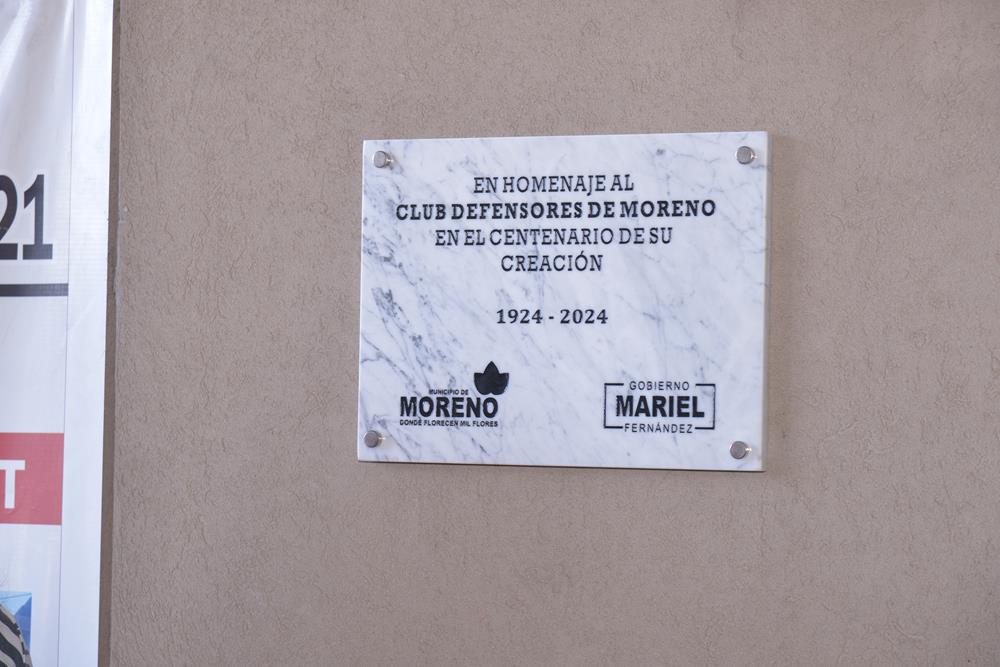 21
T
EN HOMENAJE AL
CLUB DEFENSORES DE MORENO
EN EL CENTENARIO DE SU
CREACIÓN
1924 - 2024
MUNICIPIO DE
MORENO
DONDE FLORECEN MIL FLORES
GOBIERNO
MARIEL
FERNÁNDEZ